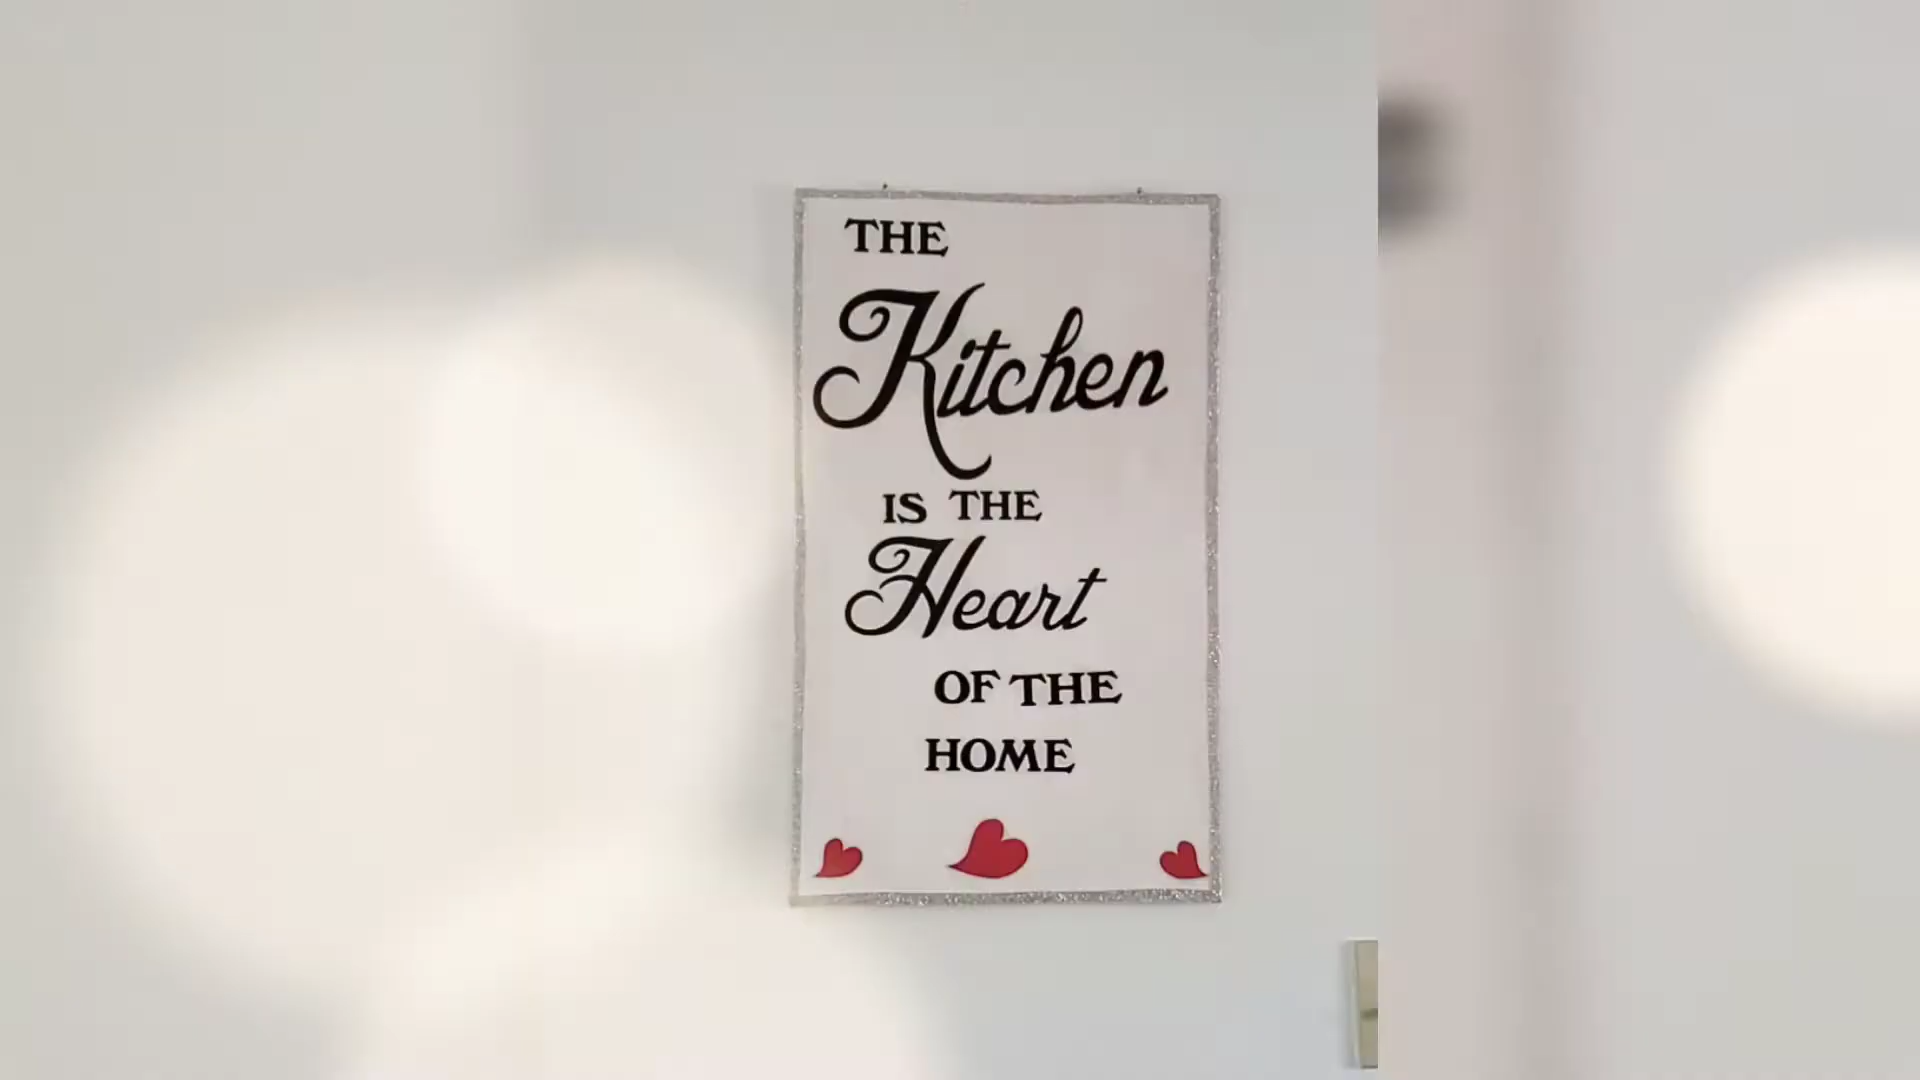 THE
Kitchen
IS THE
Heart
OF THE
HOME